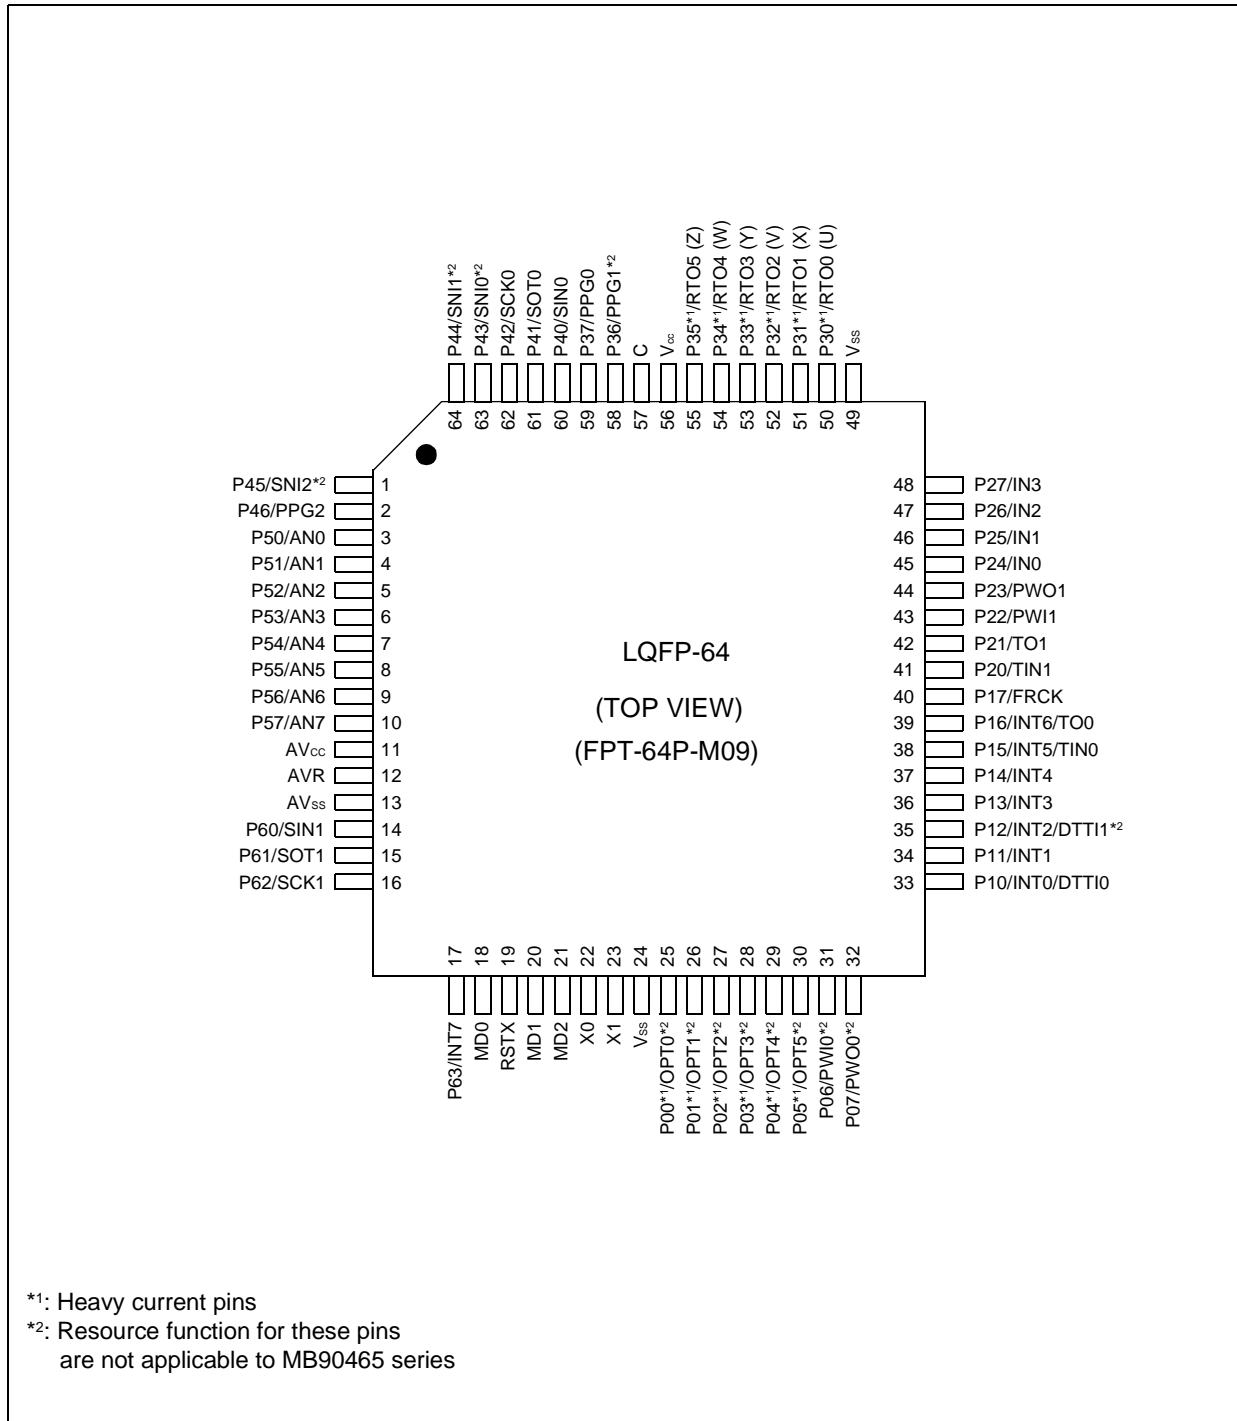 P44/SNI1*2
P43/SNI0*2
P42/SCK0
P41/SOT0
P40/SIN0
P37/PPG0
P36/PPG1*2
C
Vcc
P35*1/RTO5 (Z)
P34*1/RTO4 (W)
P33*1/RTO3 (Y)
P32*1/RTO2 (V)
P31*1/RTO1 (X)
P30*1/RTO0 (U)
Vss
64
63
62
61
60
59
58
57
56
55
54
53
52
51
50
49
P45/SNI2*2 1
P46/PPG2 2
P50/AN0 3
P51/AN1 4
P52/AN2 5
P53/AN3 6
P54/AN4 7
P55/AN5 8
P56/AN6 9
P57/AN7 10
AVcc 11
AVR 12
AVss 13
P60/SIN1 14
P61/SOT1 15
P62/SCK1 16
LQFP-64
(TOP VIEW)
(FPT-64P-M09)
48 P27/IN3
47 P26/IN2
46 P25/IN1
45 P24/IN0
44 P23/PWO1
43 P22/PWI1
42 P21/TO1
41 P20/TIN1
40 P17/FRCK
39 P16/INT6/TO0
38 P15/INT5/TIN0
37 P14/INT4
36 P13/INT3
35 P12/INT2/DTTI1*2
34 P11/INT1
33 P10/INT0/DTTI0
17
18
19
20
21
22
23
24
25
26
27
28
29
30
31
32
P63/INT7
MD0
RSTX
MD1
MD2
X0
X1
Vss
P00*1/OPT0*2
P01*1/OPT1*2
P02*1/OPT2*2
P03*1/OPT3*2
P04*1/OPT4*2
P05*1/OPT5*2
P06/PWI0*2
P07/PWO0*2
*1: Heavy current pins
*2: Resource function for these pins
are not applicable to MB90465 series